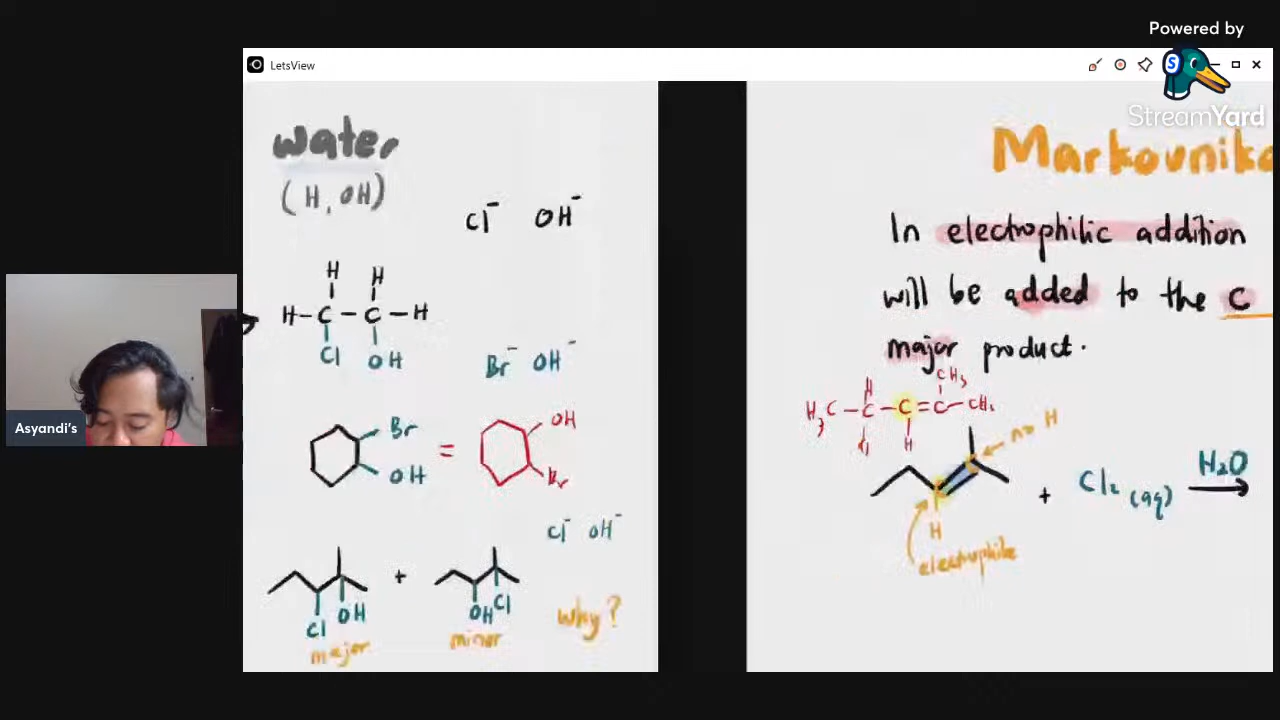 Powered by
StreamYard
LetsView
Asyandi's
water
(H, OH)
Cl⁻ OH⁻
H H
H-C-C-H
Cl OH
Br⁻ OH⁻
Br
OH
=
OH
Br
Cl⁻ OH⁻
+
Cl OH
OH Cl
major
minor
why?
Markovnik
In electrophilic addition
will be added to the C
major product.
H CH₃
H₃C-C-C=C-CH₃
H H
no H
H
electrophile
+ Cl₂ (aq)
H₂O